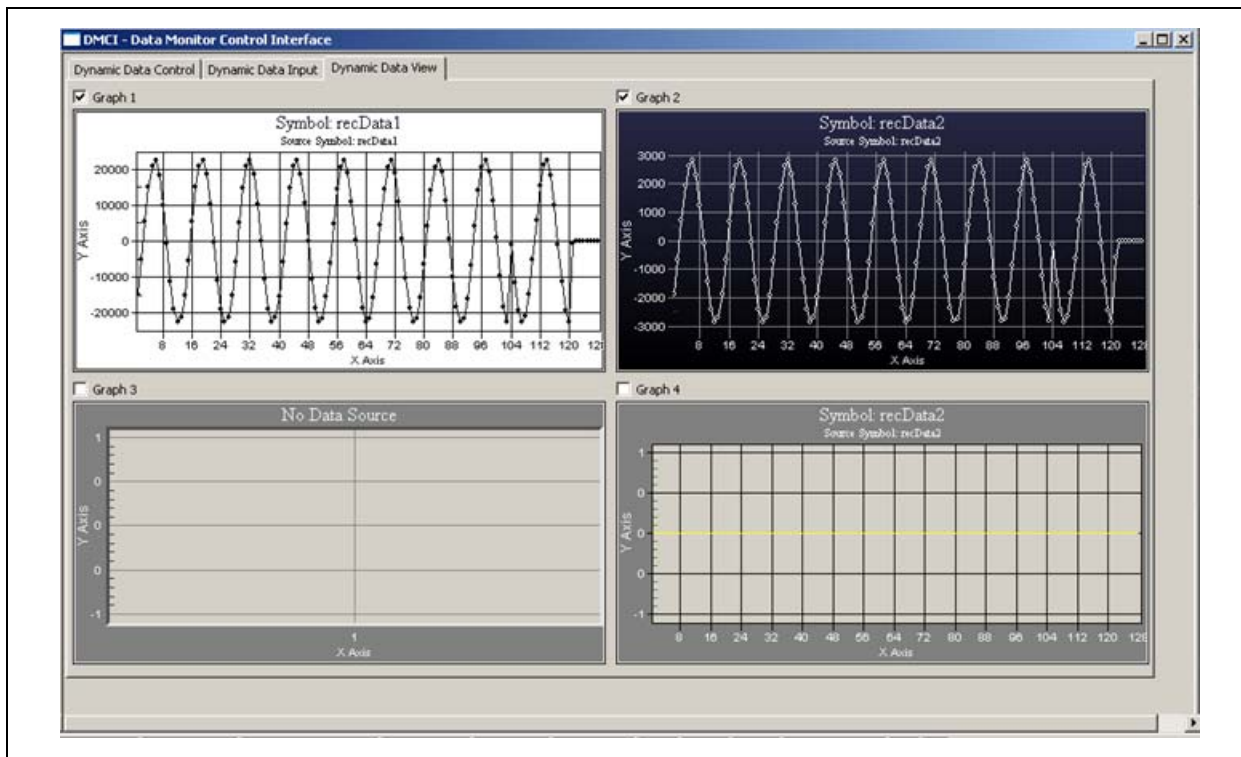 DMCI - Data Monitor Control Interface
Dynamic Data Control Dynamic Data Input Dynamic Data View
Graph 1
Symbol: recData1
Source Symbol: recData1
20000
10000
0
-10000
-20000
Y Axis
8 16 24 32 40 48 56 64 72 80 88 96 104 112 120 128
X Axis
Graph 2
Symbol: recData2
Source Symbol: recData2
3000
2000
1000
0
-1000
-2000
-3000
Y Axis
8 16 24 32 40 48 56 64 72 80 88 96 104 112 120 128
X Axis
Graph 3
No Data Source
1
0
0
0
-1
Y Axis
1
X Axis
Graph 4
Symbol: recData2
Source Symbol: recData2
1
0
0
0
-1
Y Axis
8 16 24 32 40 48 56 64 72 80 88 96 104 112 120 128
X Axis